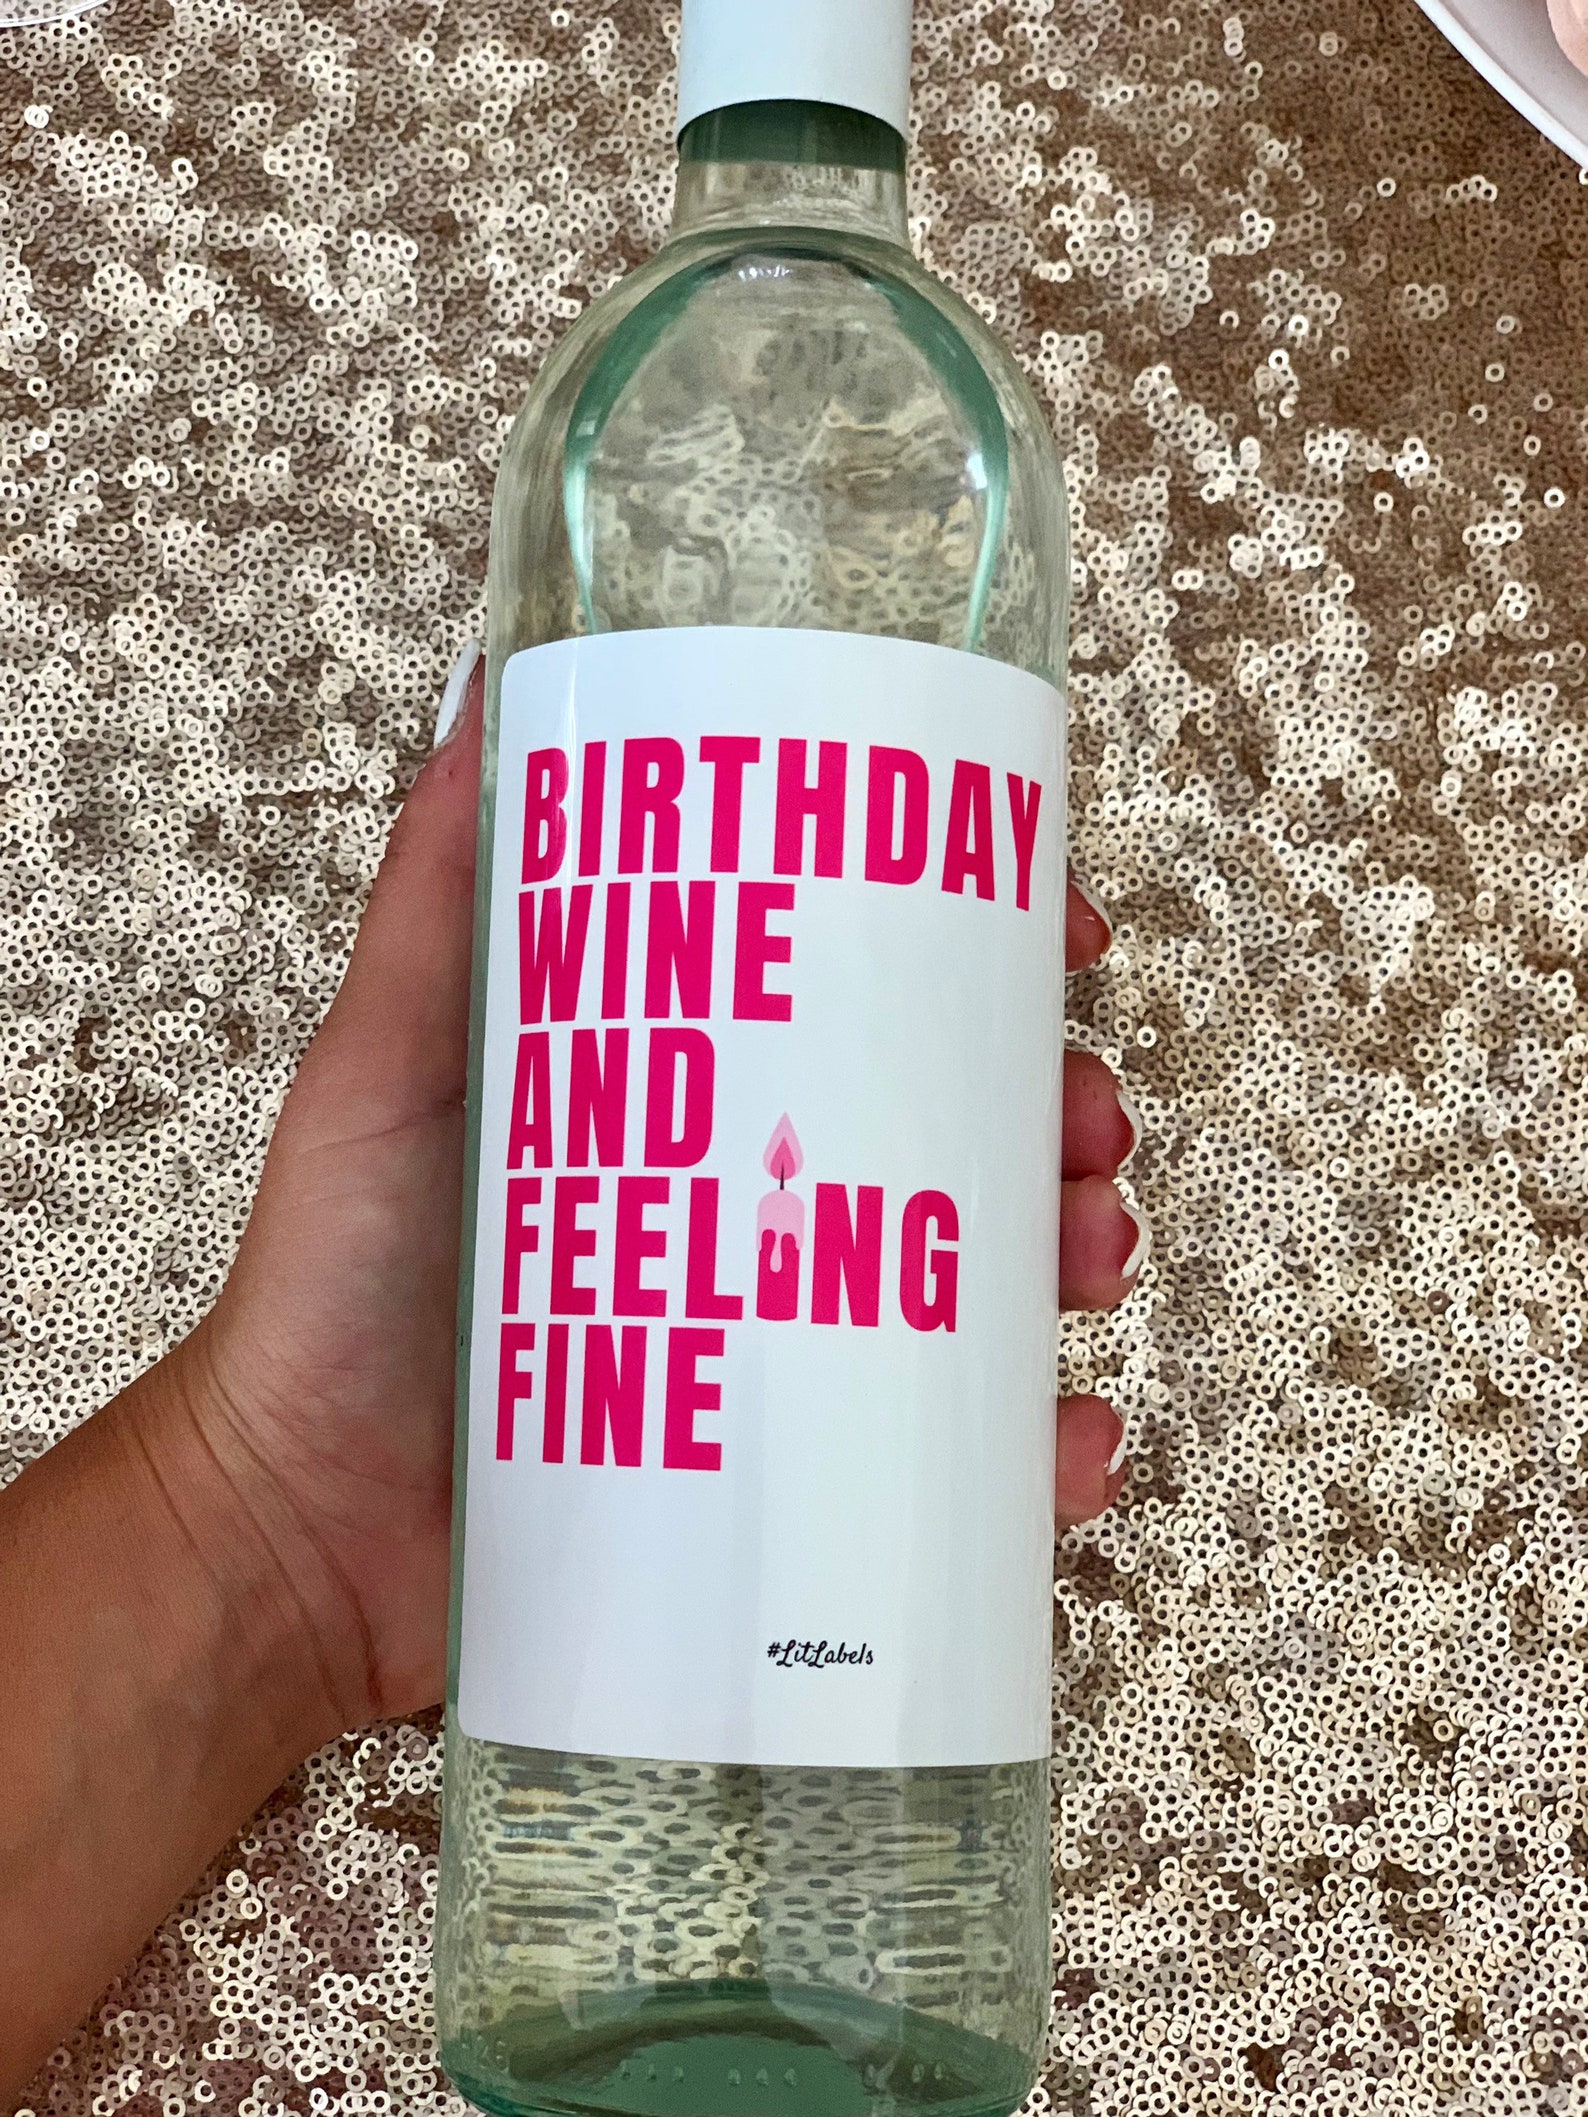 BIRTHDAY
WINE
AND
FEELING
FINE
#LitLabels